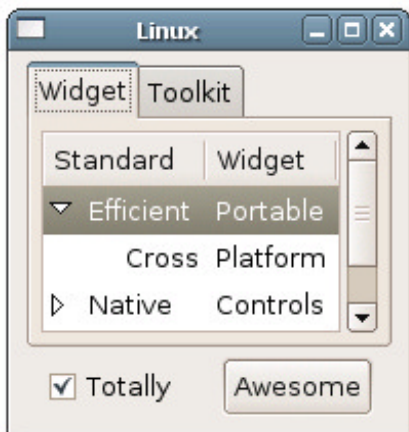 Linux
Widget Toolkit
Standard Widget
Efficient Portable
Cross Platform
Native Controls
Totally Awesome